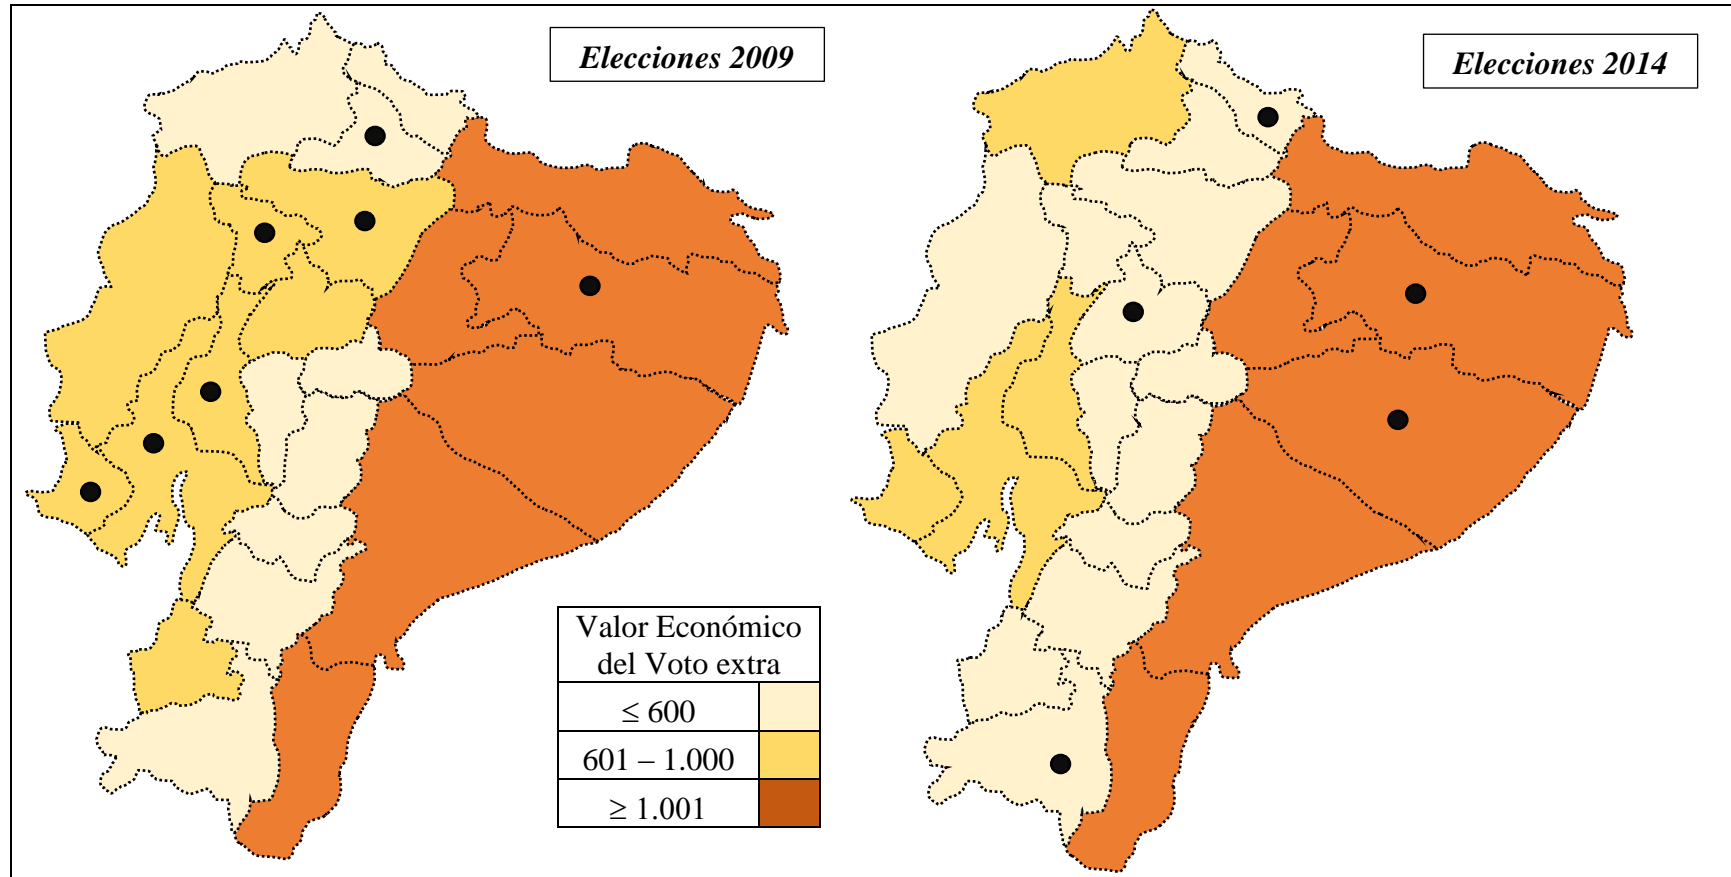 Elecciones 2009
Elecciones 2014
Valor Económico
del Voto extra
≤ 600
601 – 1.000
≥ 1.001